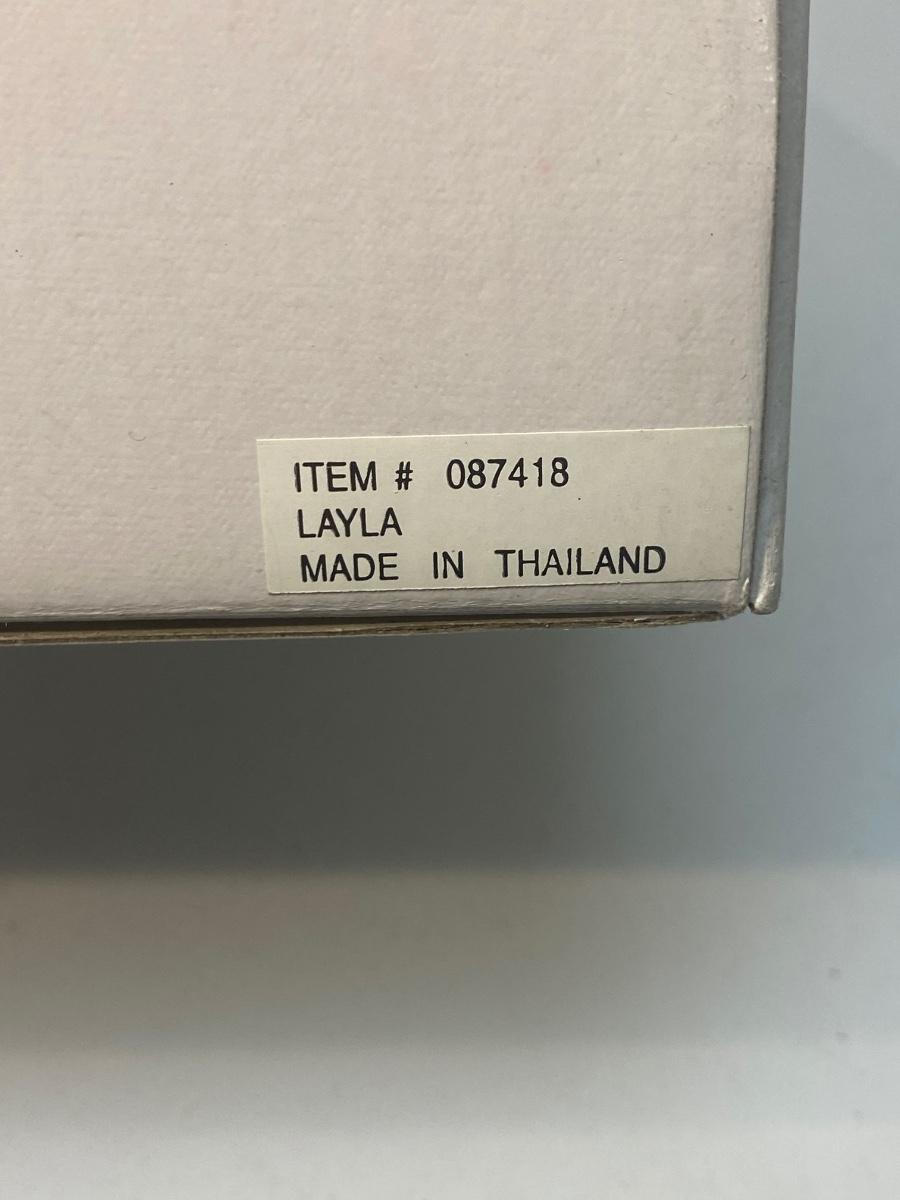 ITEM # 087418
LAYLA
MADE IN THAILAND